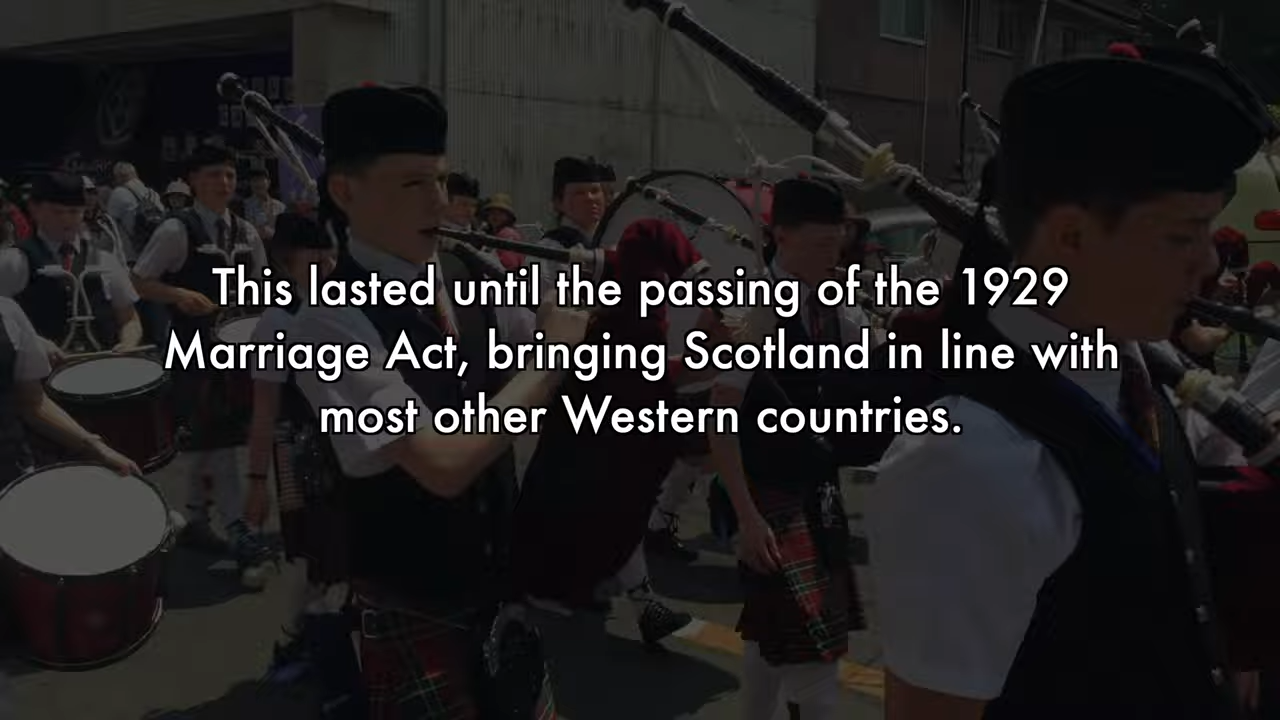 This lasted until the passing of the 1929
Marriage Act, bringing Scotland in line with
most other Western countries.